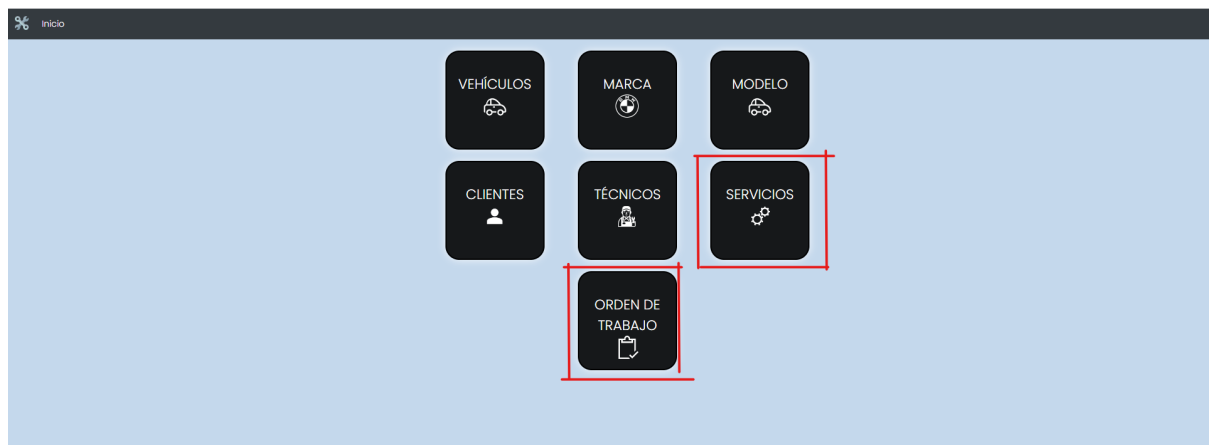 Inicio
VEHÍCULOS
MARCA
MODELO
CLIENTES
TÉCNICOS
SERVICIOS
ORDEN DE
TRABAJO